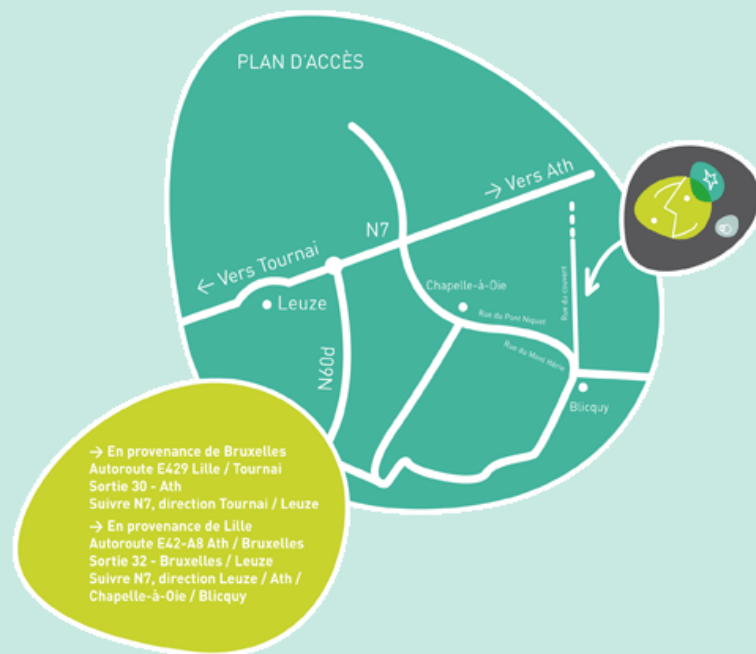 PLAN D'ACCÈS
→ Vers Ath
N7
← Vers Tournai
Chapelle-à-Oie
Leuze
Rue du Pont Niquet
Rue du couvent
Rue du Mont Hérie
N60d
Blicquy
→ En provenance de Bruxelles
Autoroute E429 Lille / Tournai
Sortie 30 - Ath
Suivre N7, direction Tournai / Leuze
→ En provenance de Lille
Autoroute E42-A8 Ath / Bruxelles
Sortie 32 - Bruxelles / Leuze
Suivre N7, direction Leuze / Ath /
Chapelle-à-Oie / Blicquy